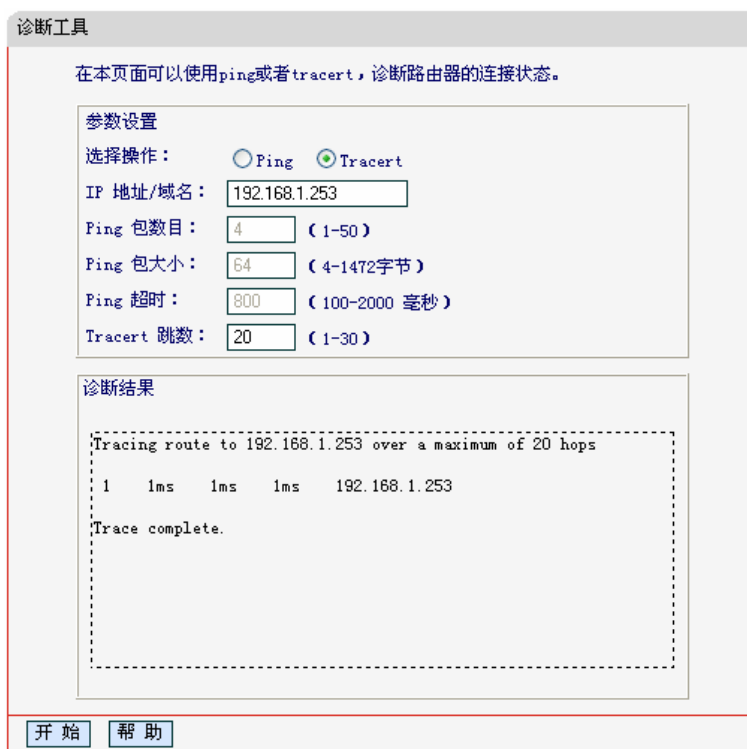 诊断工具
在本页面可以使用ping或者tracert，诊断路由器的连接状态。
参数设置
选择操作： Ping Tracert
IP 地址/域名： 192.168.1.253
Ping 包数目： 4 （1-50）
Ping 包大小： 64 （4-1472字节）
Ping 超时： 800 （100-2000 毫秒）
Tracert 跳数： 20 （1-30）
诊断结果
Tracing route to 192.168.1.253 over a maximum of 20 hops
1 1ms 1ms 1ms 192.168.1.253
Trace complete.
开 始 帮 助